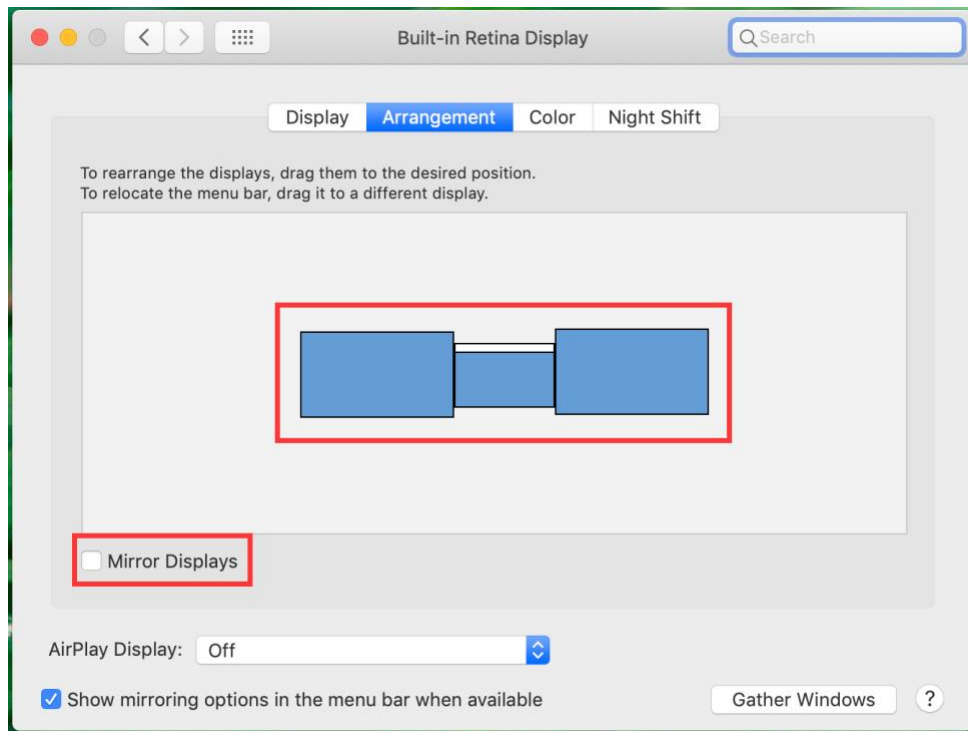 Built-in Retina Display
Search
Display Arrangement Color Night Shift
To rearrange the displays, drag them to the desired position.
To relocate the menu bar, drag it to a different display.
Mirror Displays
AirPlay Display: Off
Show mirroring options in the menu bar when available
Gather Windows ?